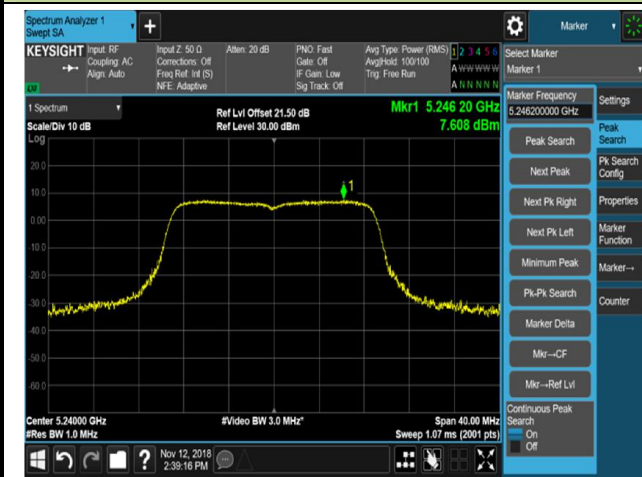 Spectrum Analyzer 1
Swept SA
Marker
KEYSIGHT
Input: RF
Coupling: AC
Align: Auto
Input Z: 50 Ω
Corrections: Off
Freq Ref: Int (S)
NFE: Adaptive
Atten: 20 dB
PNO: Fast
Gate: Off
IF Gain: Low
Sig Track: Off
Avg Type: Power (RMS)
Avg|Hold: 100/100
Trig: Free Run
1 2 3 4 5 6
A W W W W W
A N N N N N
Select Marker
Marker 1
1 Spectrum
Scale/Div 10 dB
Ref Lvl Offset 21.50 dB
Ref Level 30.00 dBm
Mkr1 5.246 20 GHz
7.608 dBm
Log
20.0
10.0
0.00
-10.0
-20.0
-30.0
-40.0
-50.0
-60.0
1
Center 5.24000 GHz
#Res BW 1.0 MHz
#Video BW 3.0 MHz*
Span 40.00 MHz
Sweep 1.07 ms (2001 pts)
Marker Frequency
5.246200000 GHz
Peak Search
Next Peak
Next Pk Right
Next Pk Left
Minimum Peak
Pk-Pk Search
Marker Delta
Mkr→CF
Mkr→Ref Lvl
Continuous Peak
Search
On
Off
Settings
Peak
Search
Pk Search
Config
Properties
Marker
Function
Marker→
Counter
Nov 12, 2018
2:39:16 PM